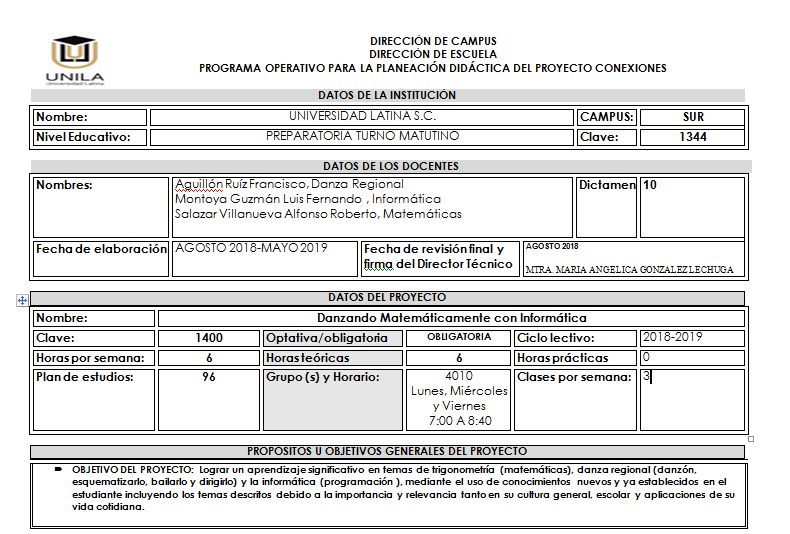 UNILA
Universidad Latina
DIRECCIÓN DE CAMPUS
DIRECCIÓN DE ESCUELA
PROGRAMA OPERATIVO PARA LA PLANEACIÓN DIDÁCTICA DEL PROYECTO CONEXIONES
DATOS DE LA INSTITUCIÓN
Nombre: UNIVERSIDAD LATINA S.C. CAMPUS: SUR
Nivel Educativo: PREPARATORIA TURNO MATUTINO Clave: 1344
DATOS DE LOS DOCENTES
Nombres: Aguillón Ruíz Francisco, Danza Regional Dictamen 10
Montoya Guzmán Luis Fernando , Informática
Salazar Villanueva Alfonso Roberto, Matemáticas
Fecha de elaboración AGOSTO 2018-MAYO 2019 Fecha de revisión final y AGOSTO 2018
firma del Director Técnico MTRA. MARIA ANGELICA GONZALEZ LECHUGA
DATOS DEL PROYECTO
Nombre: Danzando Matemáticamente con Informática
Clave: 1400 Optativa/obligatoria OBLIGATORIA Ciclo lectivo: 2018-2019
Horas por semana: 6 Horas teóricas 6 Horas prácticas 0
Plan de estudios: 96 Grupo (s) y Horario: 4010 Clases por semana: 3
Lunes, Miércoles
y Viernes
7:00 A 8:40
PROPOSITOS U OBJETIVOS GENERALES DEL PROYECTO
OBJETIVO DEL PROYECTO: Lograr un aprendizaje significativo en temas de trigonometría (matemáticas), danza regional (danzón,
esquematizarlo, bailarlo y dirigirlo) y la informática (programación ), mediante el uso de conocimientos nuevos y ya establecidos en el
estudiante incluyendo los temas descritos debido a la importancia y relevancia tanto en su cultura general, escolar y aplicaciones de su
vida cotidiana.